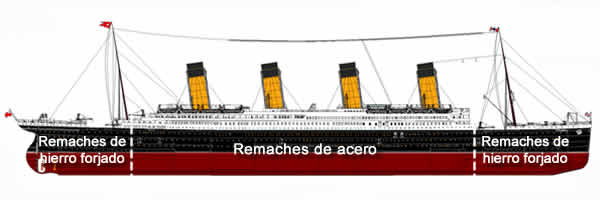 Remaches de
hierro forjado
Remaches de acero
Remaches de
hierro forjado